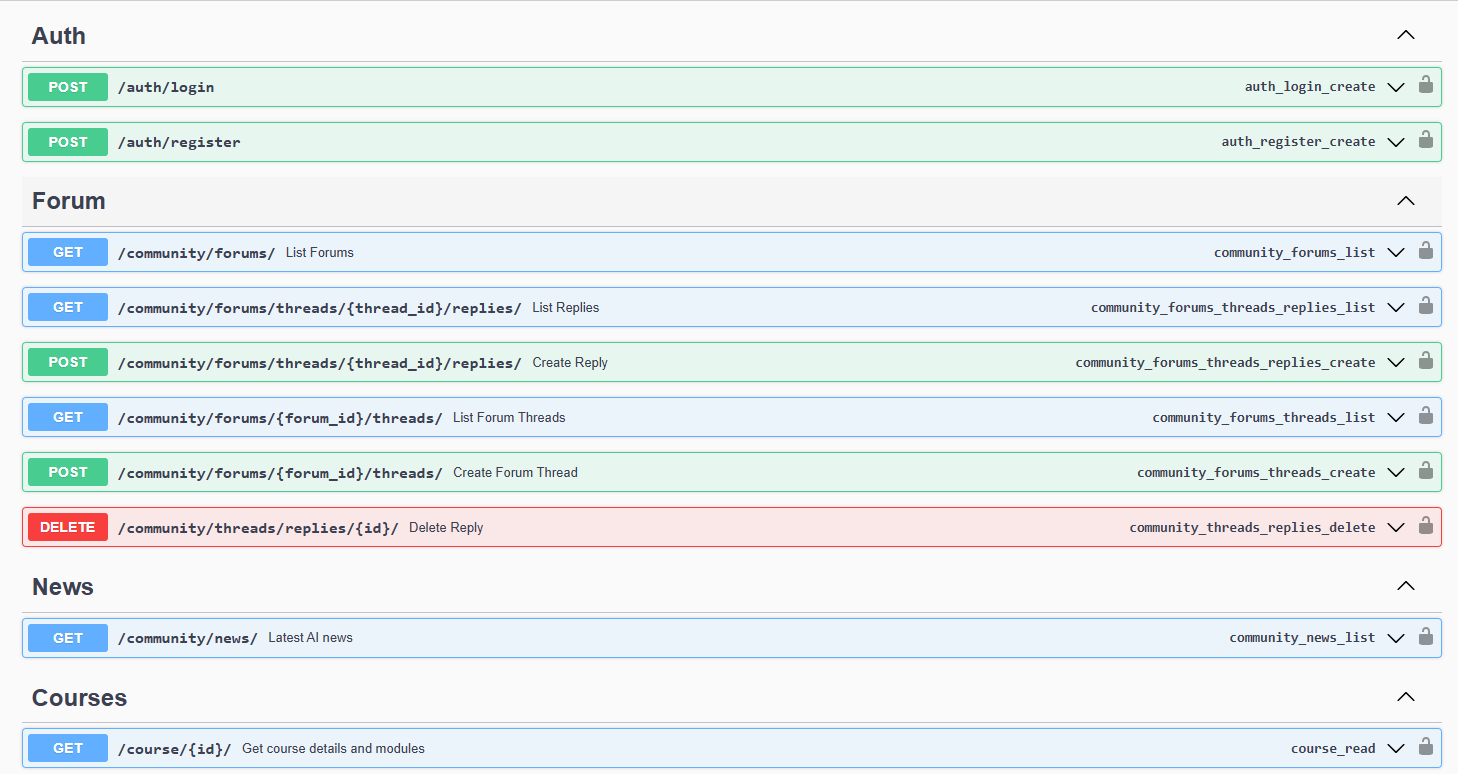 Auth
POST /auth/login auth_login_create
POST /auth/register auth_register_create
Forum
GET /community/forums/ List Forums community_forums_list
GET /community/forums/threads/{thread_id}/replies/ List Replies community_forums_threads_replies_list
POST /community/forums/threads/{thread_id}/replies/ Create Reply community_forums_threads_replies_create
GET /community/forums/{forum_id}/threads/ List Forum Threads community_forums_threads_list
POST /community/forums/{forum_id}/threads/ Create Forum Thread community_forums_threads_create
DELETE /community/threads/replies/{id}/ Delete Reply community_threads_replies_delete
News
GET /community/news/ Latest AI news community_news_list
Courses
GET /course/{id}/ Get course details and modules course_read